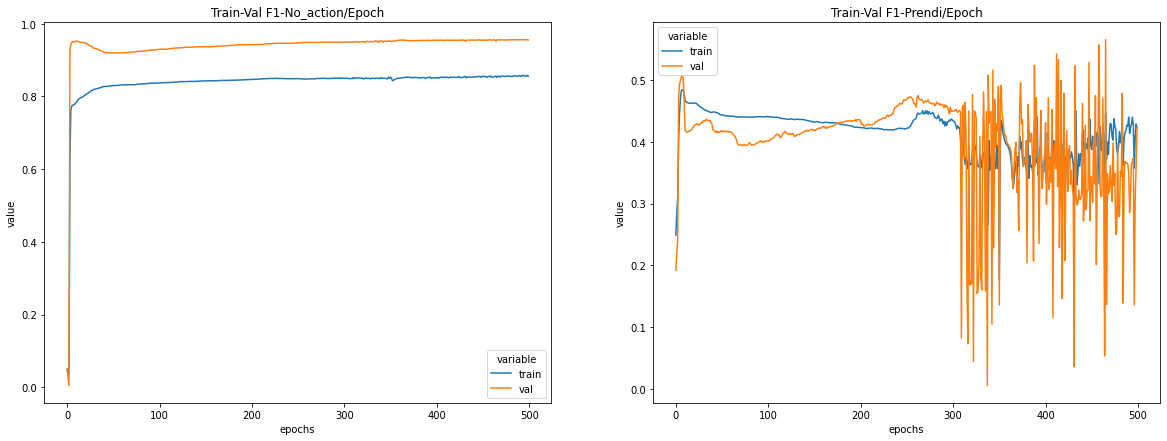 Train-Val F1-No_action/Epoch
1.0
0.8
0.6
0.4
0.2
0.0
value
0 100 200 300 400 500
epochs
variable
train
val
Train-Val F1-Prendi/Epoch
variable
train
val
0.5
0.4
0.3
0.2
0.1
0.0
value
0 100 200 300 400 500
epochs